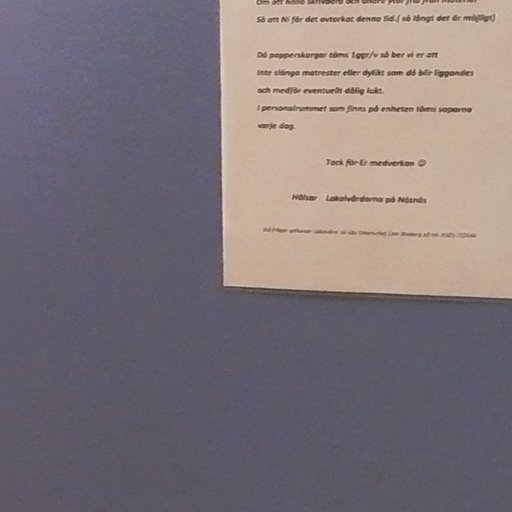 Om att hålla skrivbord och andra ytor fria från material
Så att Ni får det avtorkat denna tid.( så långt det är möjligt)
Då papperskorgar töms 1ggr/v så ber vi er att
Inte slänga matrester eller dylikt som då blir liggandes
och medför eventuellt dålig lukt.
I personalrummet som finns på enheten töms soporna
varje dag.
Tack för Er medverkan ☺
Hälsar Lokalvårdarna på Näsnäs